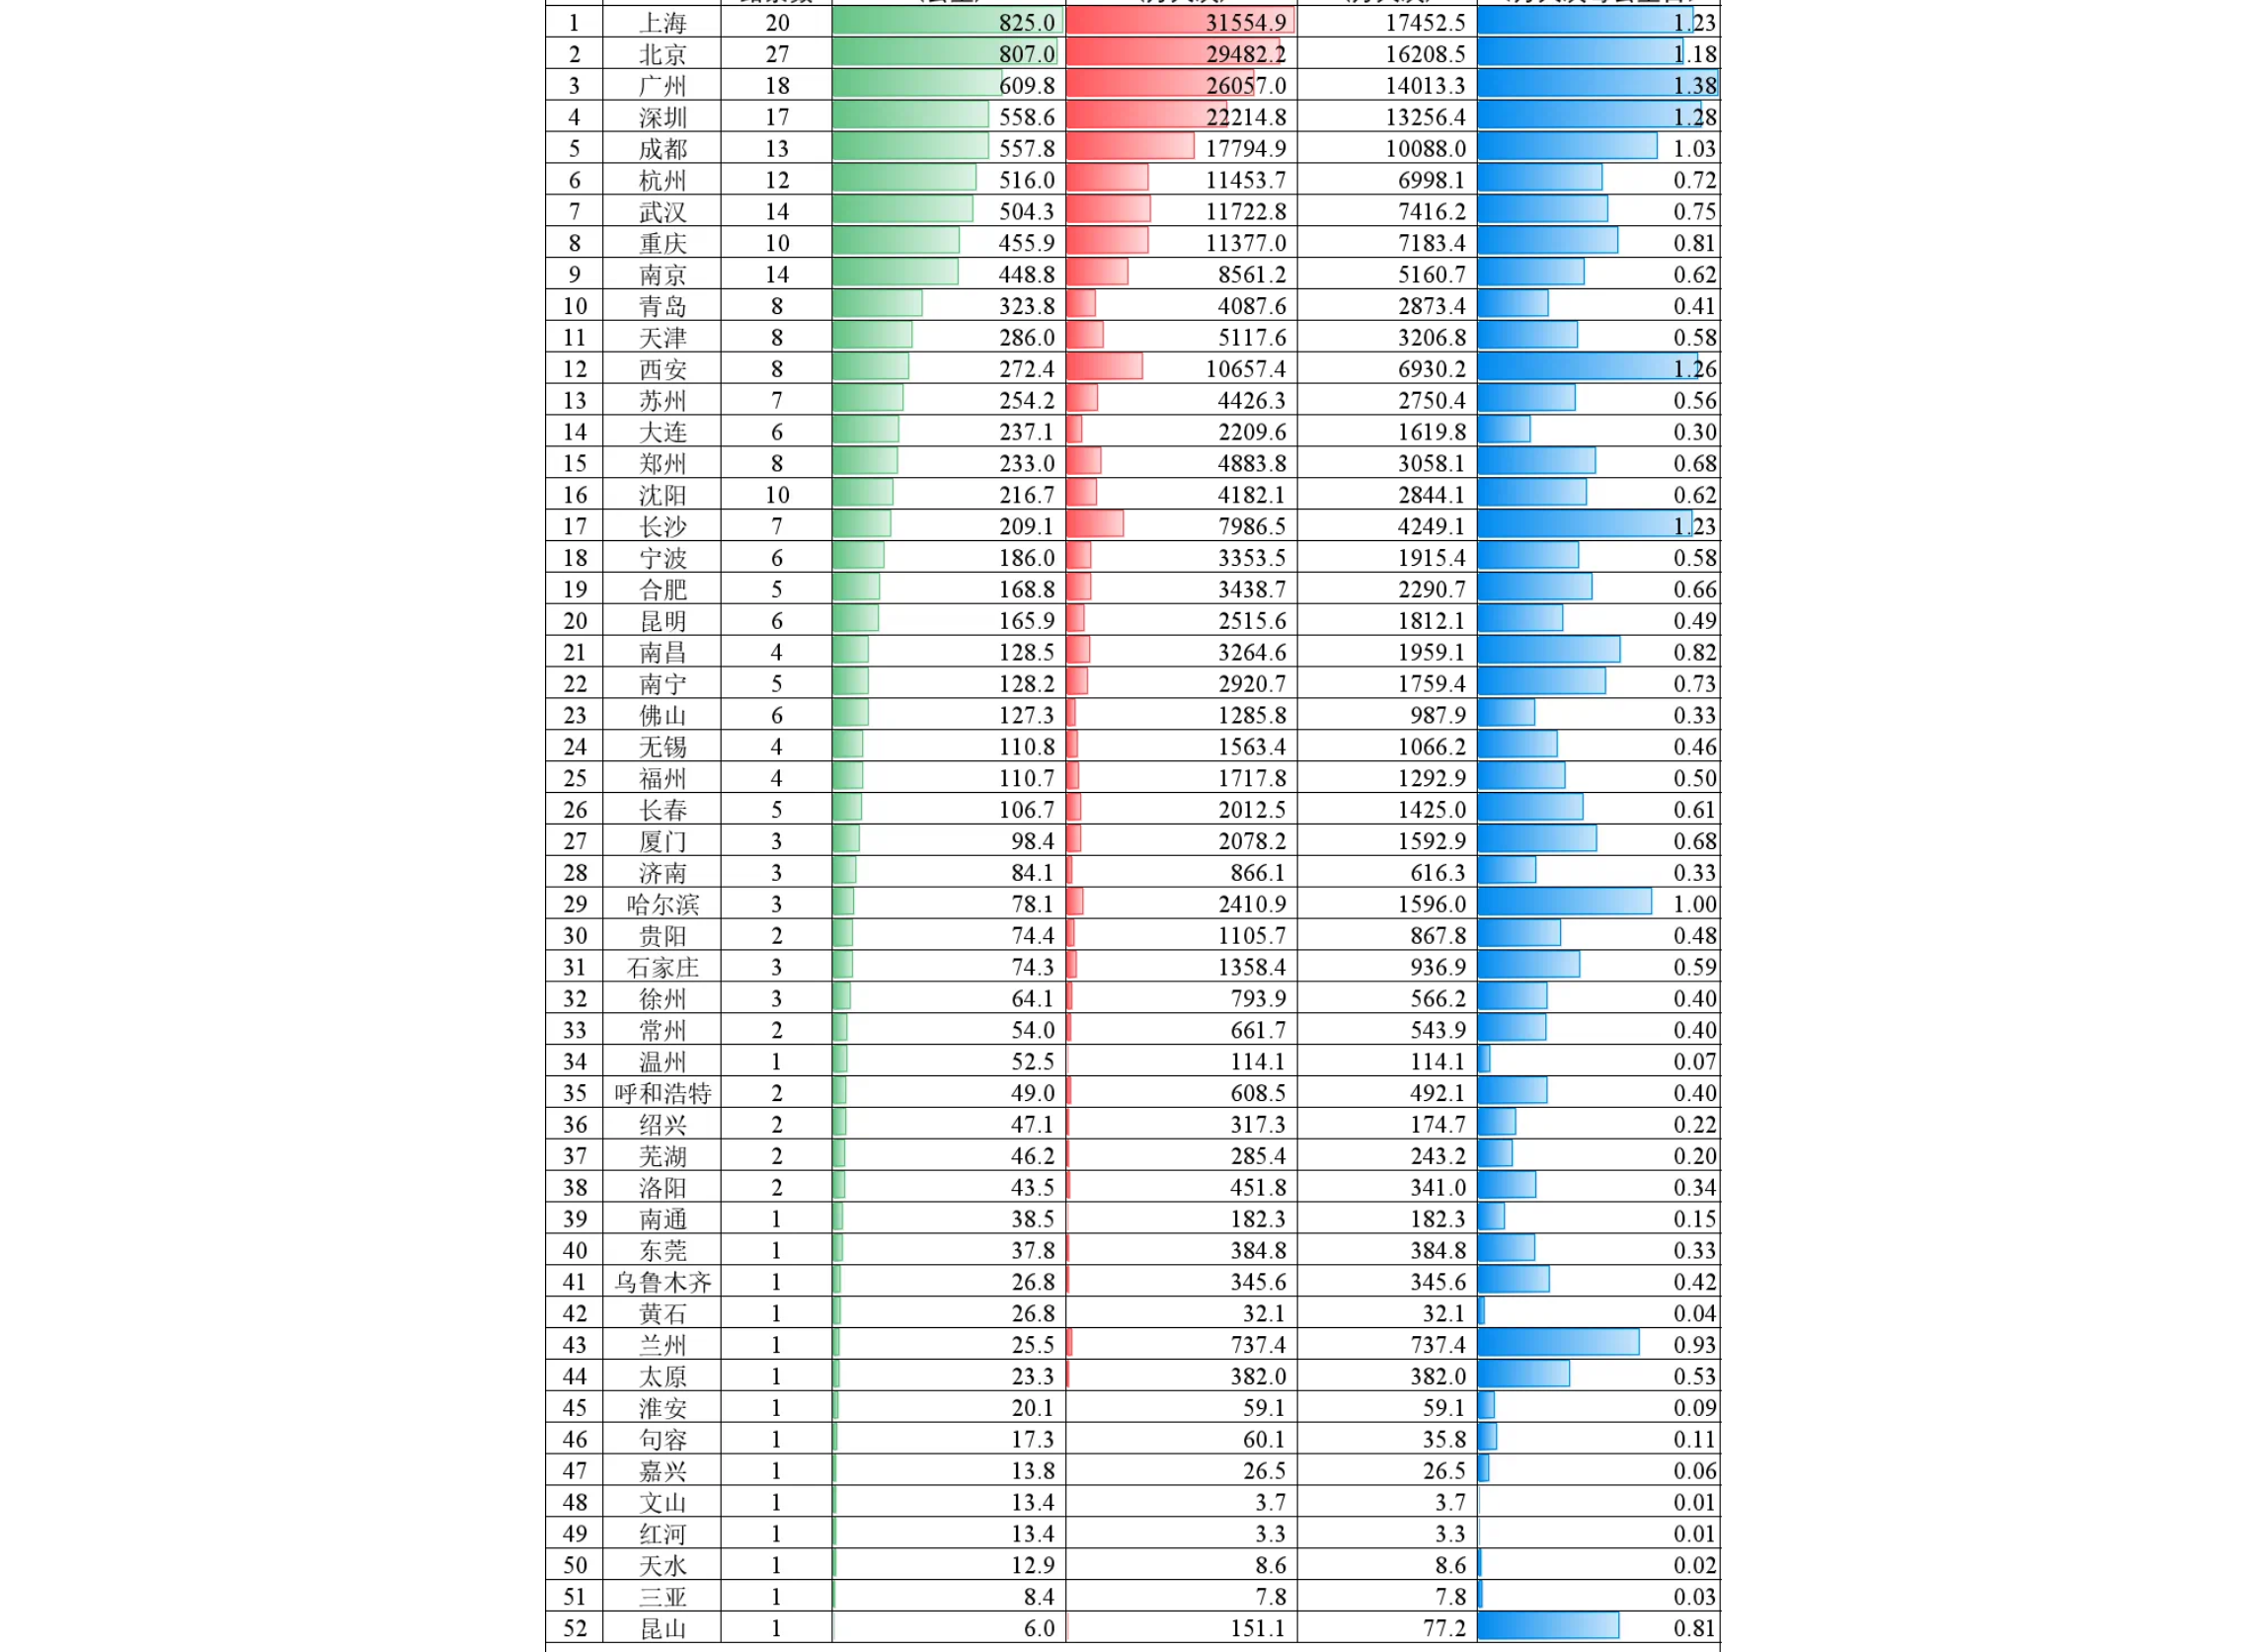 1 上海 20 825.0 31554.9 17452.5 1.23
2 北京 27 807.0 29482.2 16208.5 1.18
3 广州 18 609.8 26057.0 14013.3 1.38
4 深圳 17 558.6 22214.8 13256.4 1.28
5 成都 13 557.8 17794.9 10088.0 1.03
6 杭州 12 516.0 11453.7 6998.1 0.72
7 武汉 14 504.3 11722.8 7416.2 0.75
8 重庆 10 455.9 11377.0 7183.4 0.81
9 南京 14 448.8 8561.2 5160.7 0.62
10 青岛 8 323.8 4087.6 2873.4 0.41
11 天津 8 286.0 5117.6 3206.8 0.58
12 西安 8 272.4 10657.4 6930.2 1.26
13 苏州 7 254.2 4426.3 2750.4 0.56
14 大连 6 237.1 2209.6 1619.8 0.30
15 郑州 8 233.0 4883.8 3058.1 0.68
16 沈阳 10 216.7 4182.1 2844.1 0.62
17 长沙 7 209.1 7986.5 4249.1 1.23
18 宁波 6 186.0 3353.5 1915.4 0.58
19 合肥 5 168.8 3438.7 2290.7 0.66
20 昆明 6 165.9 2515.6 1812.1 0.49
21 南昌 4 128.5 3264.6 1959.1 0.82
22 南宁 5 128.2 2920.7 1759.4 0.73
23 佛山 6 127.3 1285.8 987.9 0.33
24 无锡 4 110.8 1563.4 1066.2 0.46
25 福州 4 110.7 1717.8 1292.9 0.50
26 长春 5 106.7 2012.5 1425.0 0.61
27 厦门 3 98.4 2078.2 1592.9 0.68
28 济南 3 84.1 866.1 616.3 0.33
29 哈尔滨 3 78.1 2410.9 1596.0 1.00
30 贵阳 2 74.4 1105.7 867.8 0.48
31 石家庄 3 74.3 1358.4 936.9 0.59
32 徐州 3 64.1 793.9 566.2 0.40
33 常州 2 54.0 661.7 543.9 0.40
34 温州 1 52.5 114.1 114.1 0.07
35 呼和浩特 2 49.0 608.5 492.1 0.40
36 绍兴 2 47.1 317.3 174.7 0.22
37 芜湖 2 46.2 285.4 243.2 0.20
38 洛阳 2 43.5 451.8 341.0 0.34
39 南通 1 38.5 182.3 182.3 0.15
40 东莞 1 37.8 384.8 384.8 0.33
41 乌鲁木齐 1 26.8 345.6 345.6 0.42
42 黄石 1 26.8 32.1 32.1 0.04
43 兰州 1 25.5 737.4 737.4 0.93
44 太原 1 23.3 382.0 382.0 0.53
45 淮安 1 20.1 59.1 59.1 0.09
46 句容 1 17.3 60.1 35.8 0.11
47 嘉兴 1 13.8 26.5 26.5 0.06
48 文山 1 13.4 3.7 3.7 0.01
49 红河 1 13.4 3.3 3.3 0.01
50 天水 1 12.9 8.6 8.6 0.02
51 三亚 1 8.4 7.8 7.8 0.03
52 昆山 1 6.0 151.1 77.2 0.81